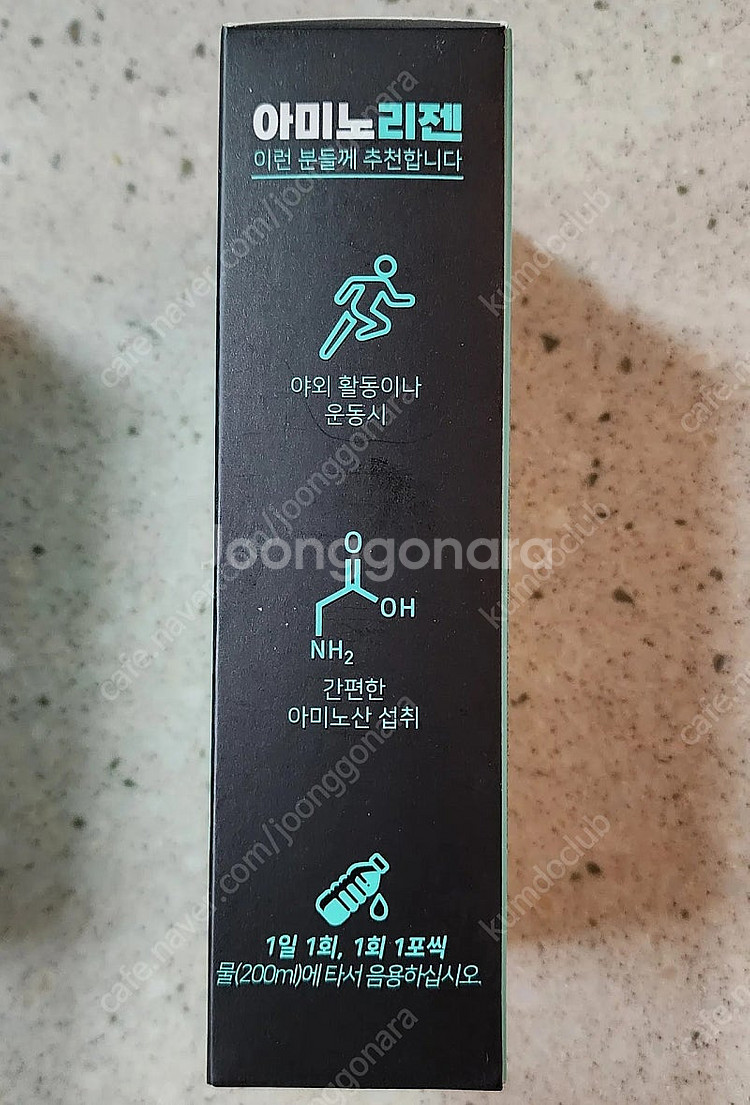 아미노리젠
이런 분들께 추천합니다
야외 활동이나
운동시
O
OH
NH2
간편한
아미노산 섭취
1일 1회, 1회 1포씩
물(200ml)에 타서 음용하십시오.
Joonggonara
cafe.naver.com/joonggonara
kumdoclub